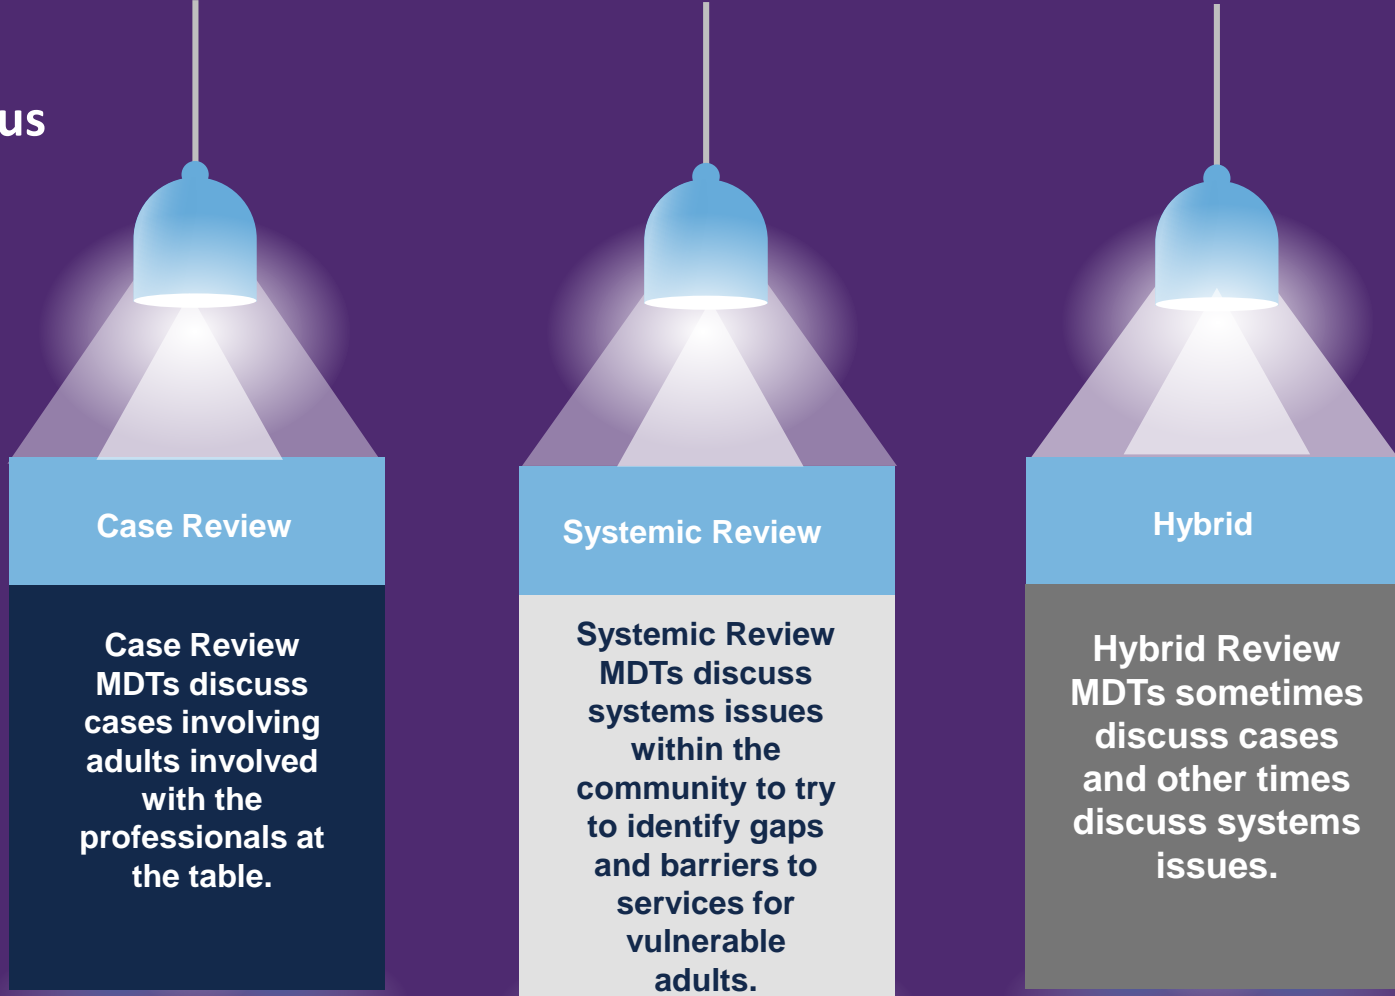 us
Case Review
Case Review
MDTs discuss
cases involving
adults involved
with the
professionals at
the table.
Systemic Review
Systemic Review
MDTs discuss
systems issues
within the
community to try
to identify gaps
and barriers to
services for
vulnerable
adults.
Hybrid
Hybrid Review
MDTs sometimes
discuss cases
and other times
discuss systems
issues.